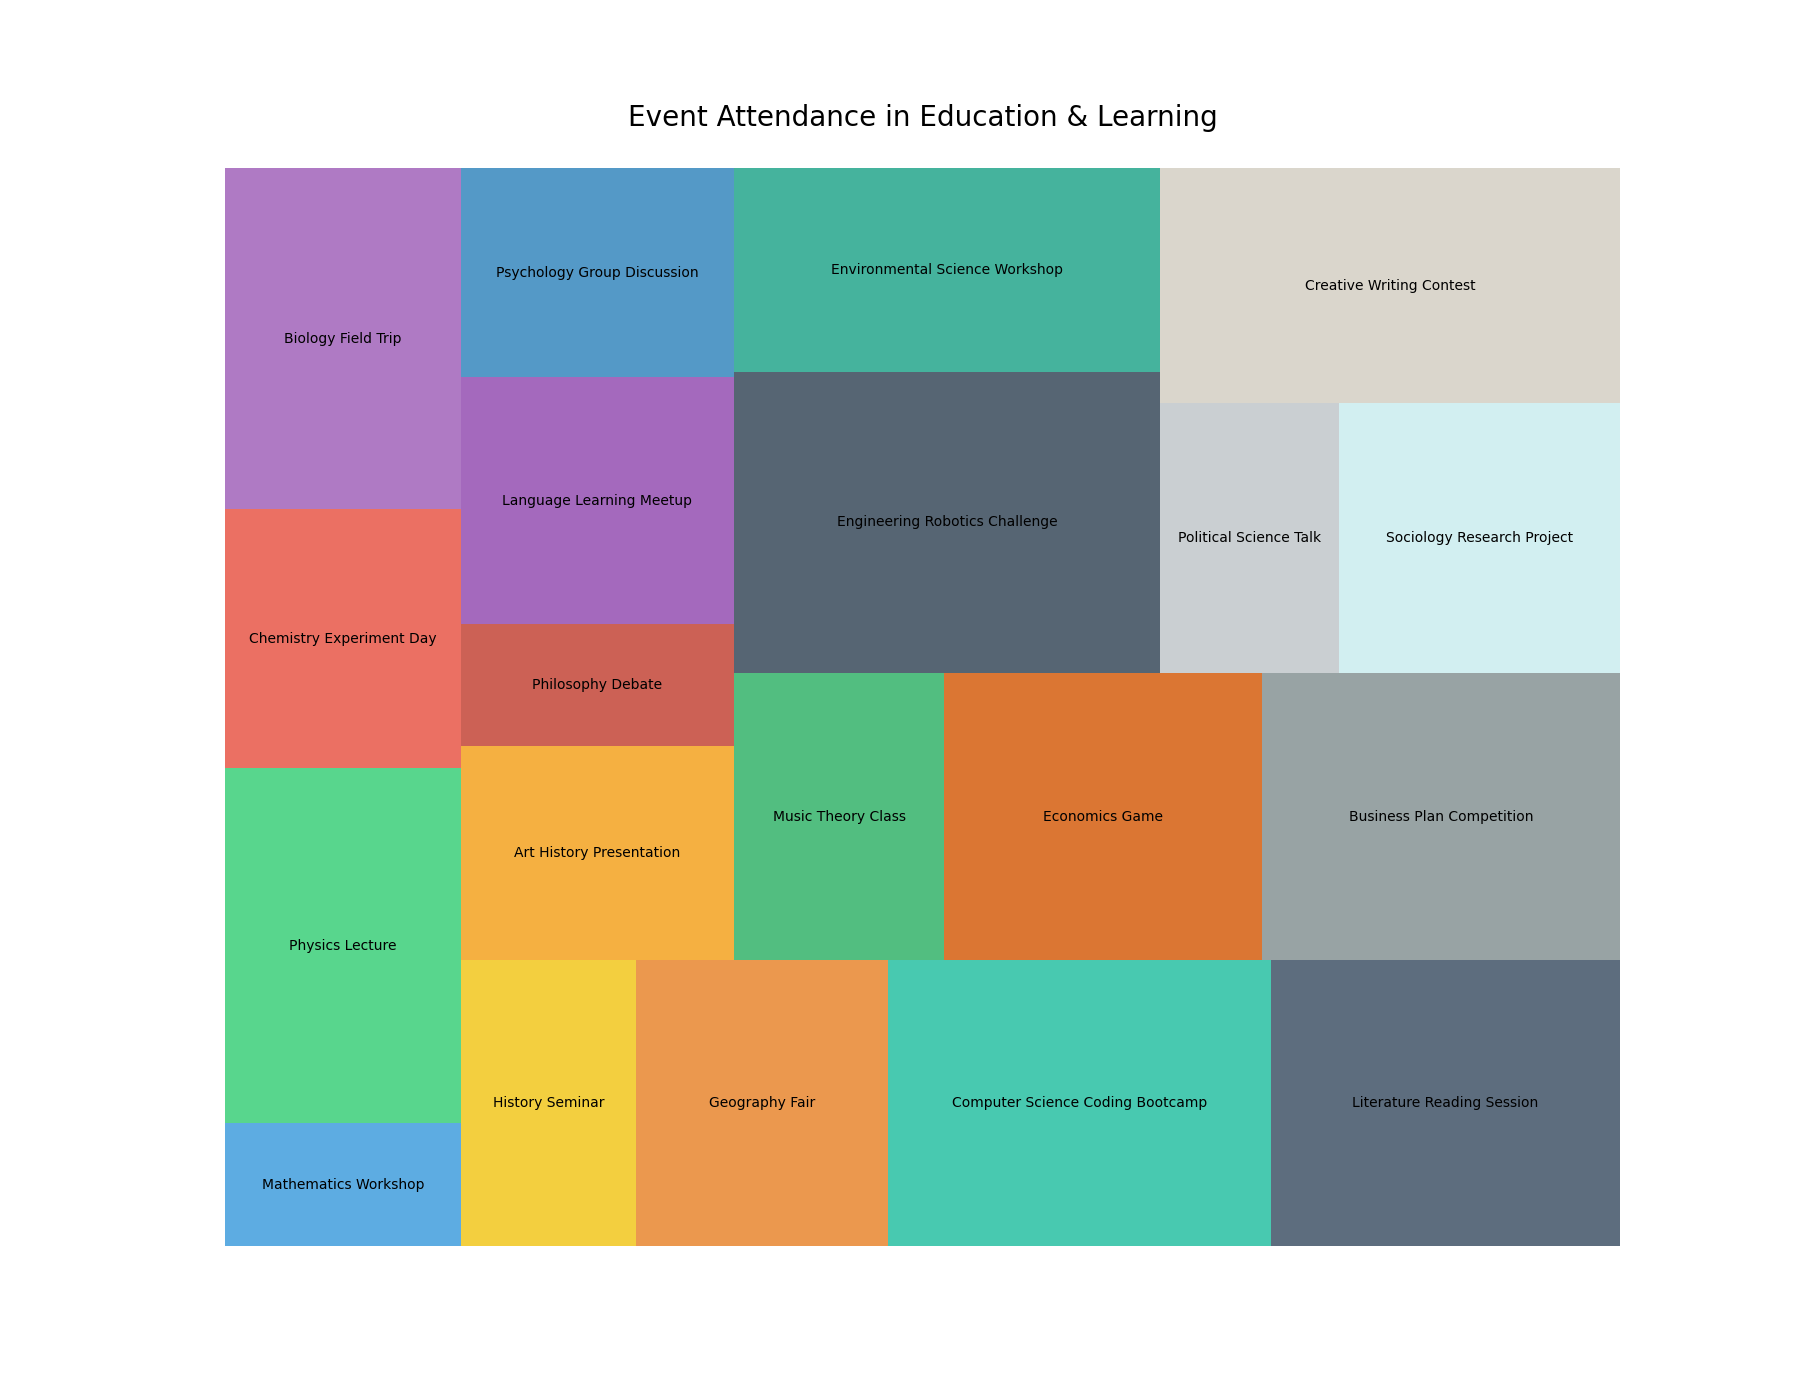 Event Attendance in Education & Learning
Biology Field Trip
Psychology Group Discussion
Environmental Science Workshop
Creative Writing Contest
Language Learning Meetup
Engineering Robotics Challenge
Political Science Talk
Sociology Research Project
Chemistry Experiment Day
Philosophy Debate
Music Theory Class
Economics Game
Business Plan Competition
Art History Presentation
Physics Lecture
History Seminar
Geography Fair
Computer Science Coding Bootcamp
Literature Reading Session
Mathematics Workshop